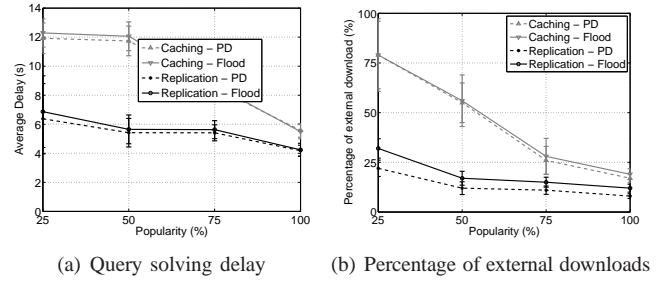 14
12
10
8
6
4
2
0
Average Delay (s)
25
50
75
100
Popularity (%)
Caching − PD
Caching − Flood
Replication − PD
Replication − Flood
(a) Query solving delay
100
75
50
25
0
Percentage of external download (%)
25
50
75
100
Popularity (%)
Caching − PD
Caching − Flood
Replication − PD
Replication − Flood
(b) Percentage of external downloads